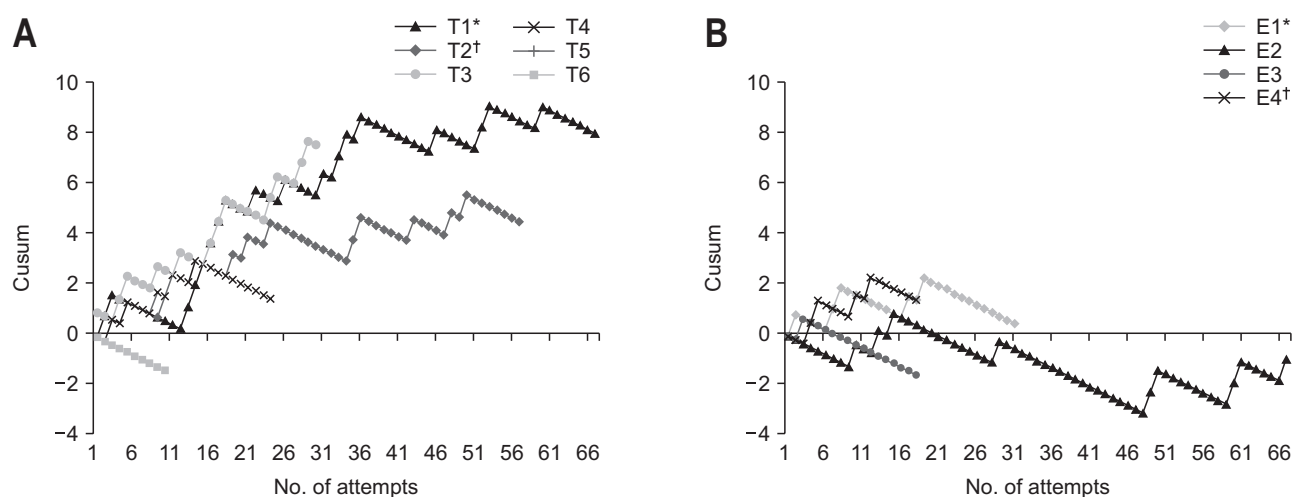 A
T1* T4
T2† T5
T3 T6
10
8
6
4
2
0
−2
−4
Cusum
1 6 11 16 21 26 31 36 41 46 51 56 61 66
No. of attempts
B
E1*
E2
E3
E4†
10
8
6
4
2
0
−2
−4
Cusum
1 6 11 16 21 26 31 36 41 46 51 56 61 66
No. of attempts